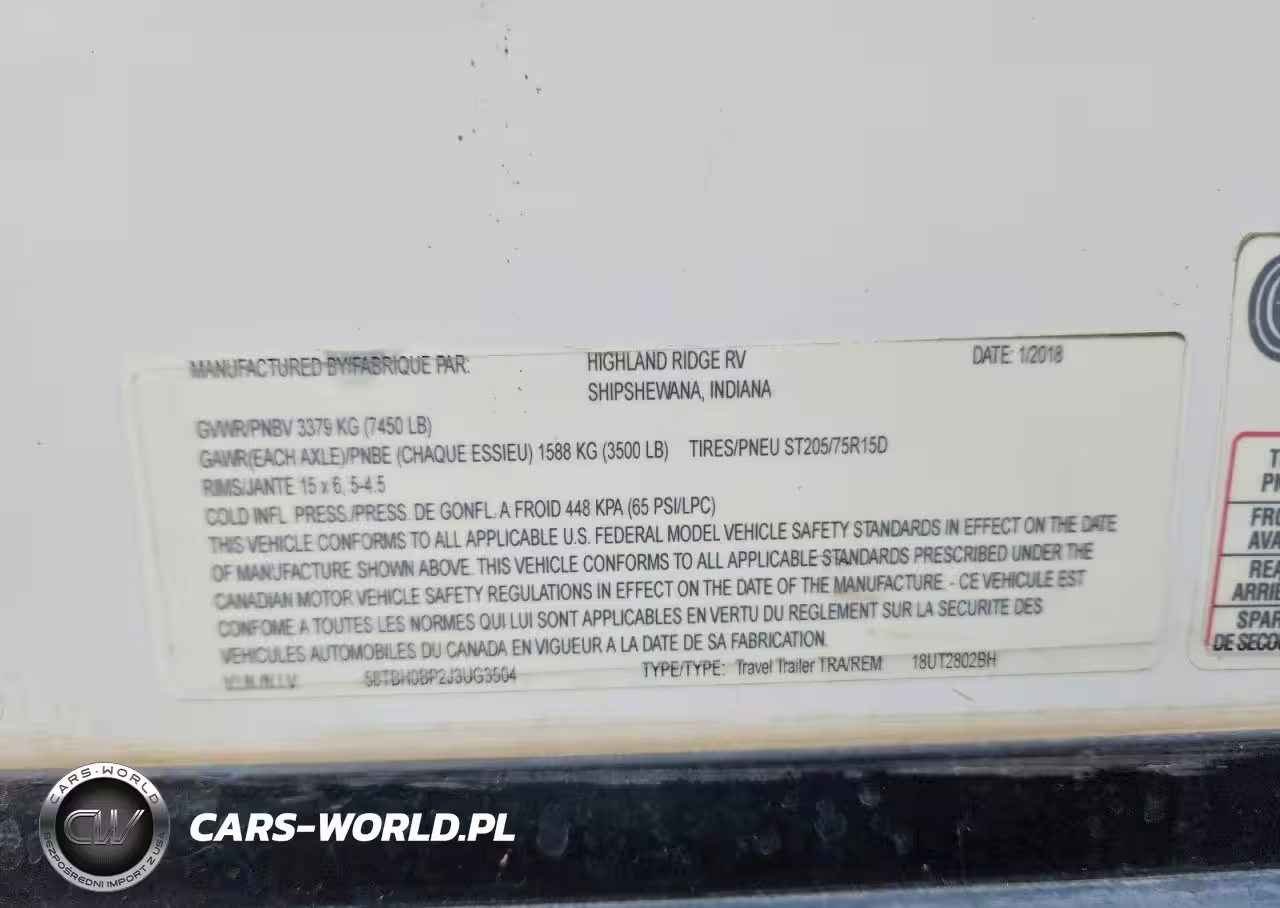 MANUFACTURED BY/FABRIQUE PAR: HIGHLAND RIDGE RV DATE: 1/2018
SHIPSHEWANA, INDIANA
GVWR/PNBV 3379 KG (7450 LB)
GAWR(EACH AXLE)/PNBE (CHAQUE ESSIEU) 1588 KG (3500 LB) TIRES/PNEU ST205/75R15D
RIMS/JANTE 15 x 6, 5-4.5
COLD INFL. PRESS./PRESS. DE GONFL. A FROID 448 KPA (65 PSI/LPC)
THIS VEHICLE CONFORMS TO ALL APPLICABLE U.S. FEDERAL MODEL VEHICLE SAFETY STANDARDS IN EFFECT ON THE DATE
OF MANUFACTURE SHOWN ABOVE. THIS VEHICLE CONFORMS TO ALL APPLICABLE STANDARDS PRESCRIBED UNDER THE
CANADIAN MOTOR VEHICLE SAFETY REGULATIONS IN EFFECT ON THE DATE OF THE MANUFACTURE. - CE VEHICULE EST
CONFOME A TOUTES LES NORMES QUI LUI SONT APPLICABLES EN VERTU DU REGLEMENT SUR LA SECURITE DES
VEHICULES AUTOMOBILES DU CANADA EN VIGUEUR A LA DATE DE SA FABRICATION.
TYPE/TYPE: Travel Trailer TRA/REM 18UT2802BH
FRO
AVA
REA
ARRIE
SPAR
DE SECOU
CARS-WORLD
CW
BEZPOŚREDNI IMPORT Z USA
CARS-WORLD.PL